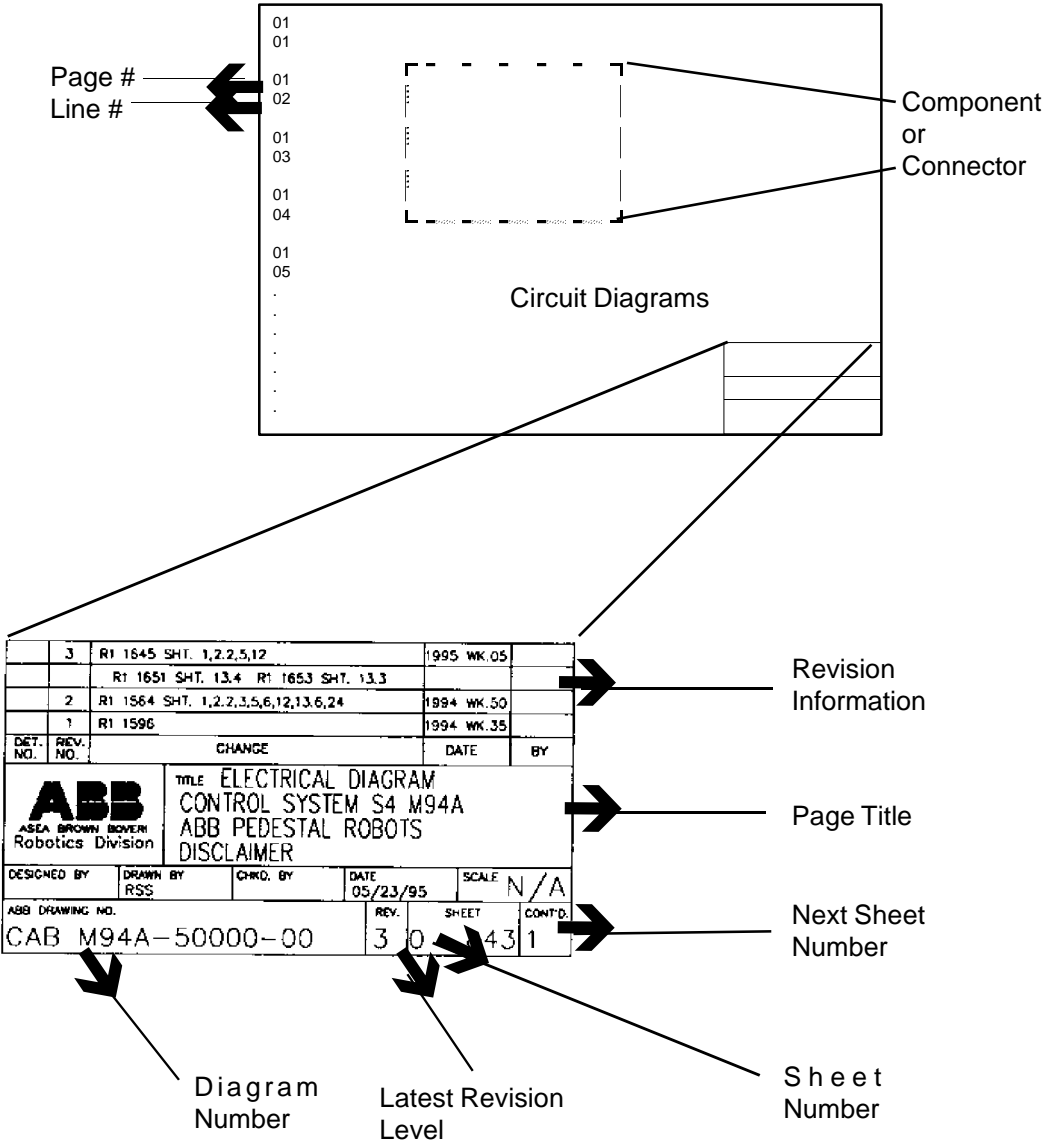 01
01
Page #
01
Line #
02
01
03
01
04
01
05
.
.
.
.
.
.
.
Component
or
Connector
Circuit Diagrams
3 R1 1645 SHT. 1,2.2,5,12 1995 WK.05
R1 1651 SHT. 13.4 R1 1653 SHT. 13.3
2 R1 1564 SHT. 1,2.2,3,5,6,12,13.6,24 1994 WK.50
1 R1 1596 1994 WK.35
DET. NO. REV. NO. CHANGE DATE BY
Revision
Information
ABB
ASEA BROWN BOVERI
Robotics Division
TITLE ELECTRICAL DIAGRAM
CONTROL SYSTEM S4 M94A
ABB PEDESTAL ROBOTS
DISCLAIMER
Page Title
DESIGNED BY DRAWN BY CHKD. BY DATE SCALE
RSS 05/23/95 N/A
ABB DRAWING NO. REV. SHEET CONT'D.
CAB M94A-50000-00 3 0 43 1
Next Sheet
Number
Diagram
Number
Latest Revision
Level
Sheet
Number